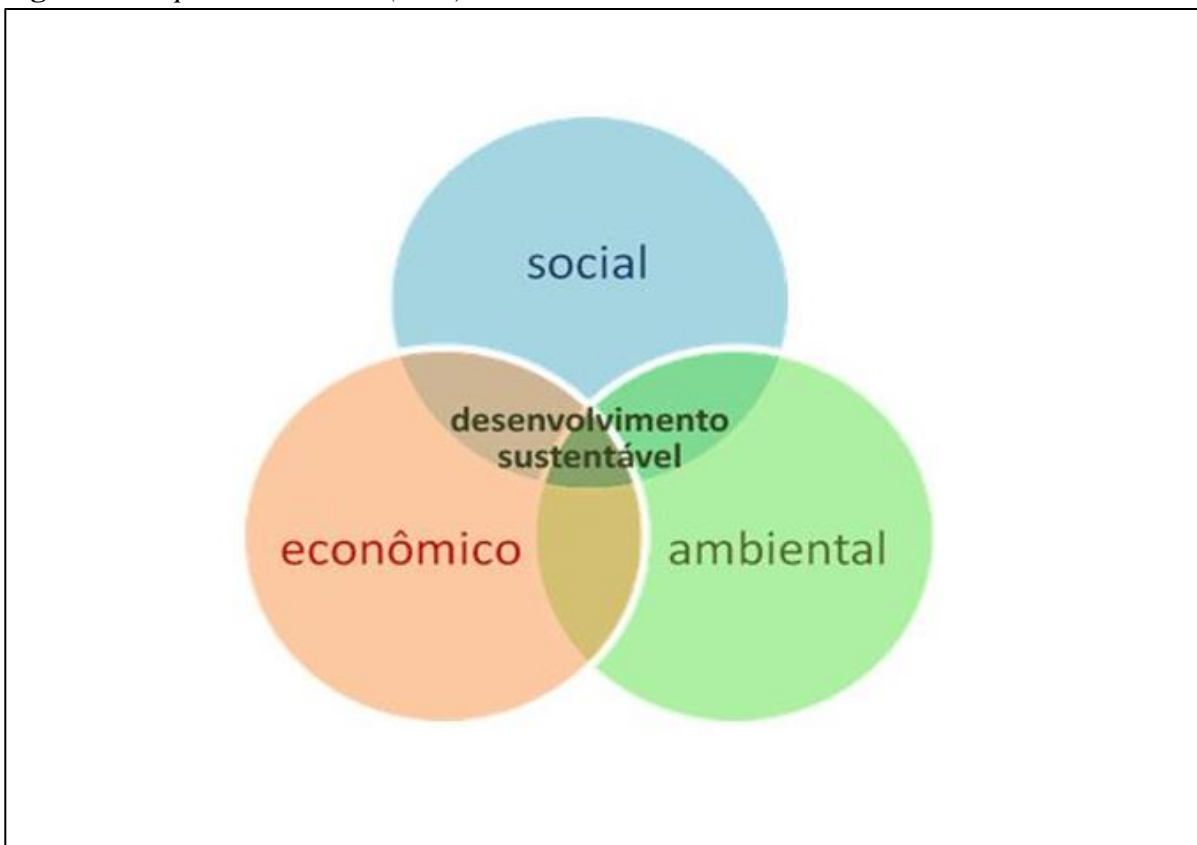 social
desenvolvimento
sustentável
econômico
ambiental